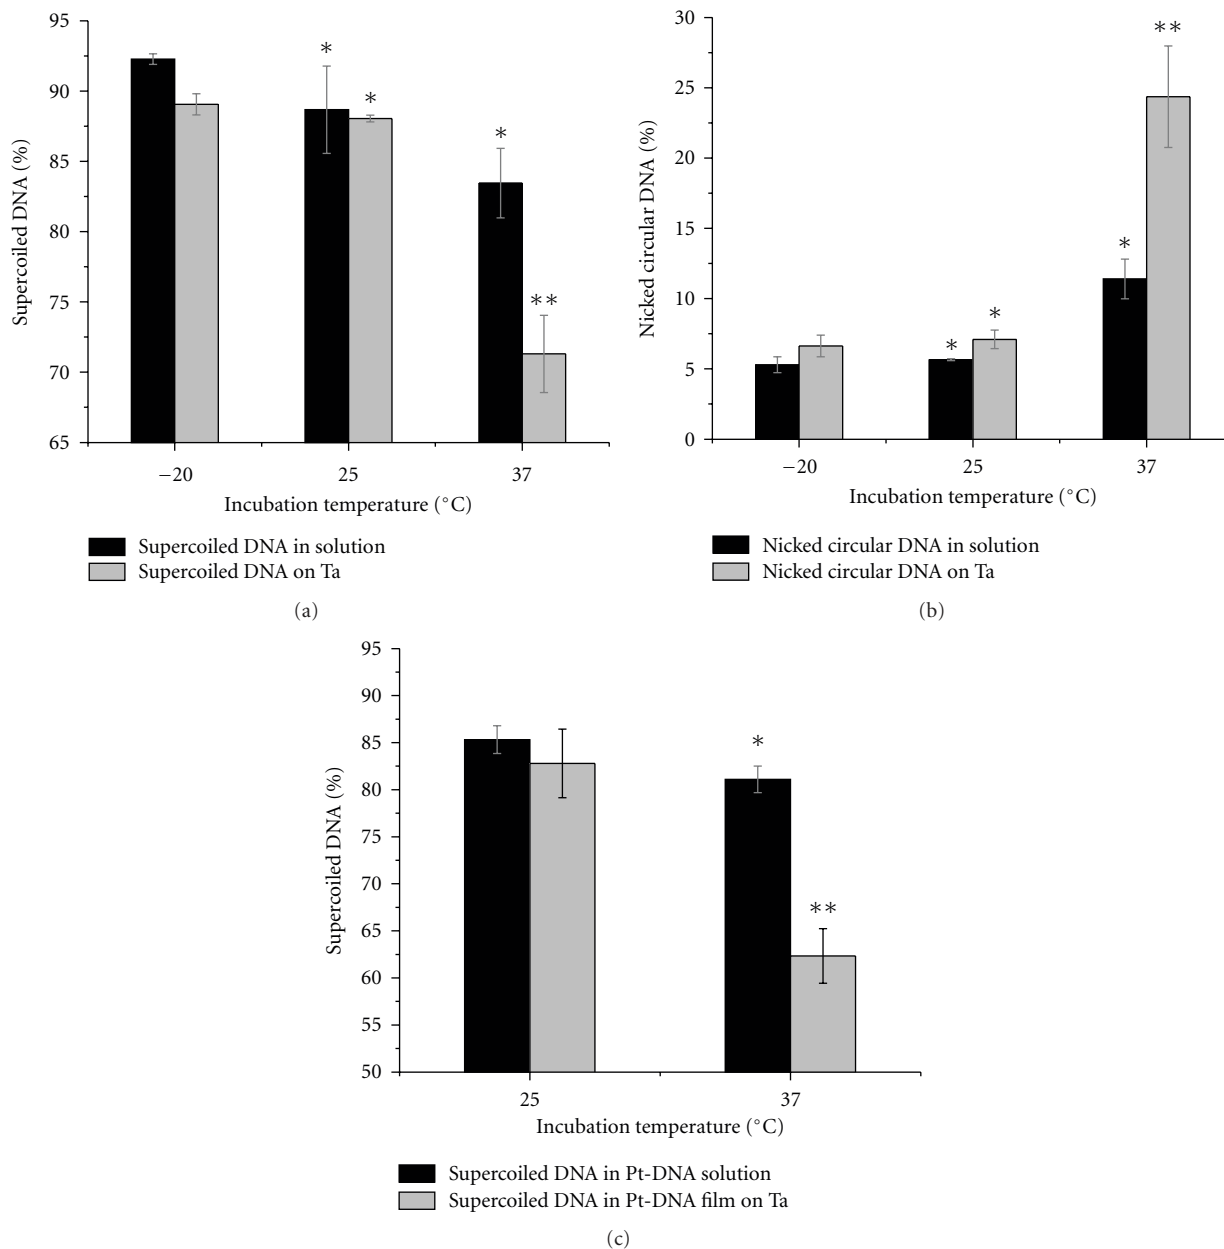 95
90
85
80
75
70
65
Supercoiled DNA (%)
*
*
*
**
−20
25
37
Incubation temperature (°C)
Supercoiled DNA in solution
Supercoiled DNA on Ta
(a)
30
25
20
15
10
5
0
Nicked circular DNA (%)
*
*
*
**
−20
25
37
Incubation temperature (°C)
Nicked circular DNA in solution
Nicked circular DNA on Ta
(b)
95
90
85
80
75
70
65
60
55
50
Supercoiled DNA (%)
*
**
25
37
Incubation temperature (°C)
Supercoiled DNA in Pt-DNA solution
Supercoiled DNA in Pt-DNA film on Ta
(c)